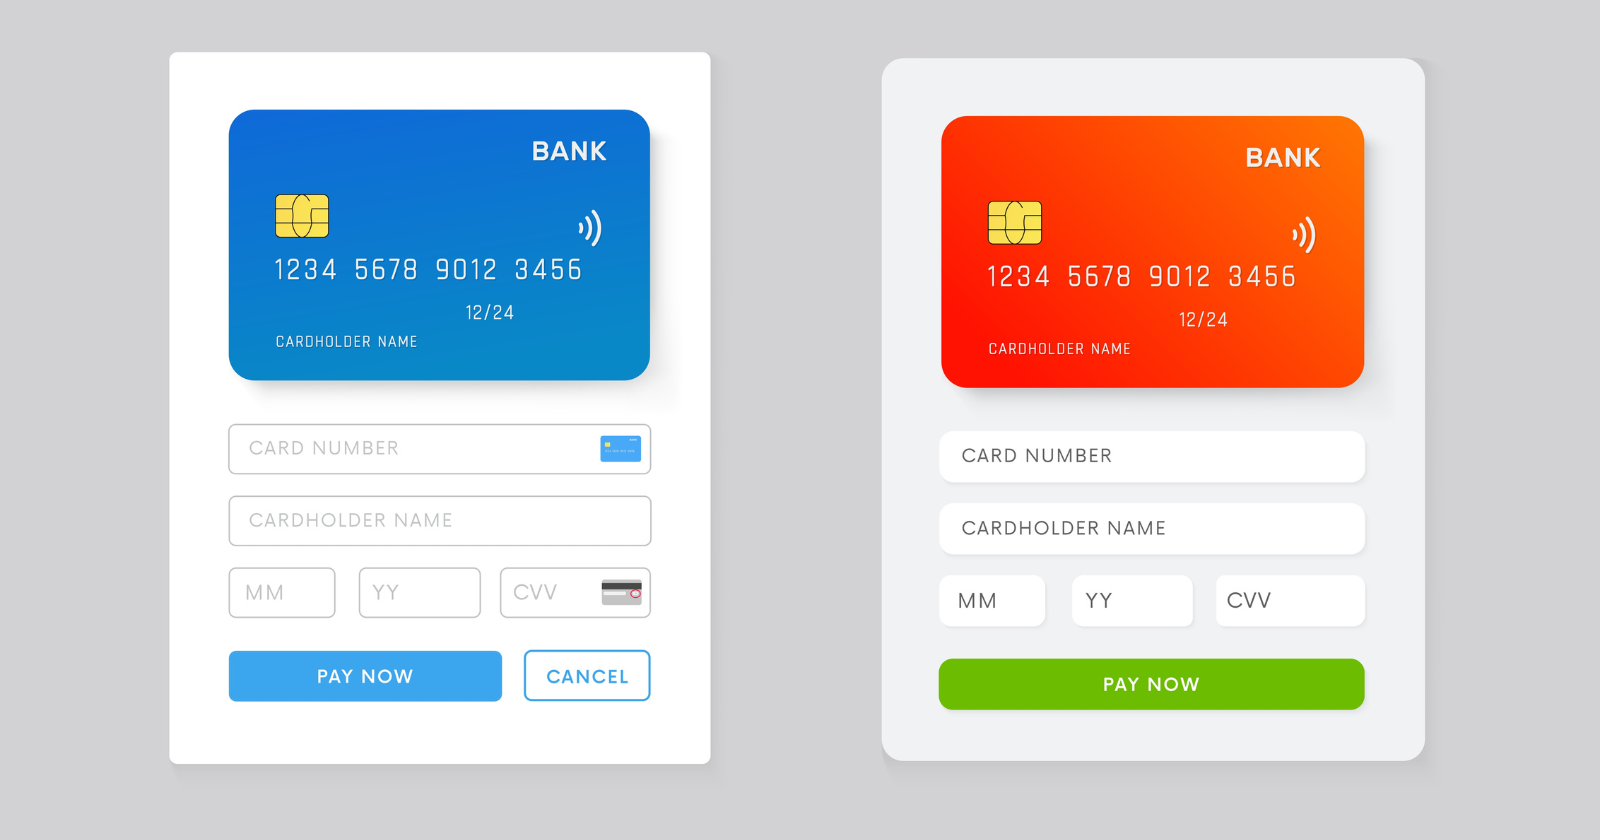 BANK
1234 5678 9012 3456
12/24
CARDHOLDER NAME
CARD NUMBER
CARDHOLDER NAME
MM YY CVV
PAY NOW CANCEL
BANK
1234 5678 9012 3456
12/24
CARDHOLDER NAME
CARD NUMBER
CARDHOLDER NAME
MM YY CVV
PAY NOW